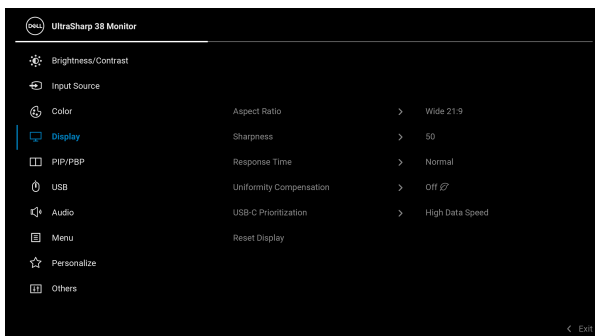 DELL UltraSharp 38 Monitor
Brightness/Contrast
Input Source
Color Aspect Ratio Wide 21:9
Display Sharpness 50
PIP/PBP Response Time Normal
USB Uniformity Compensation Off
Audio USB-C Prioritization High Data Speed
Menu Reset Display
Personalize
Others
Exit